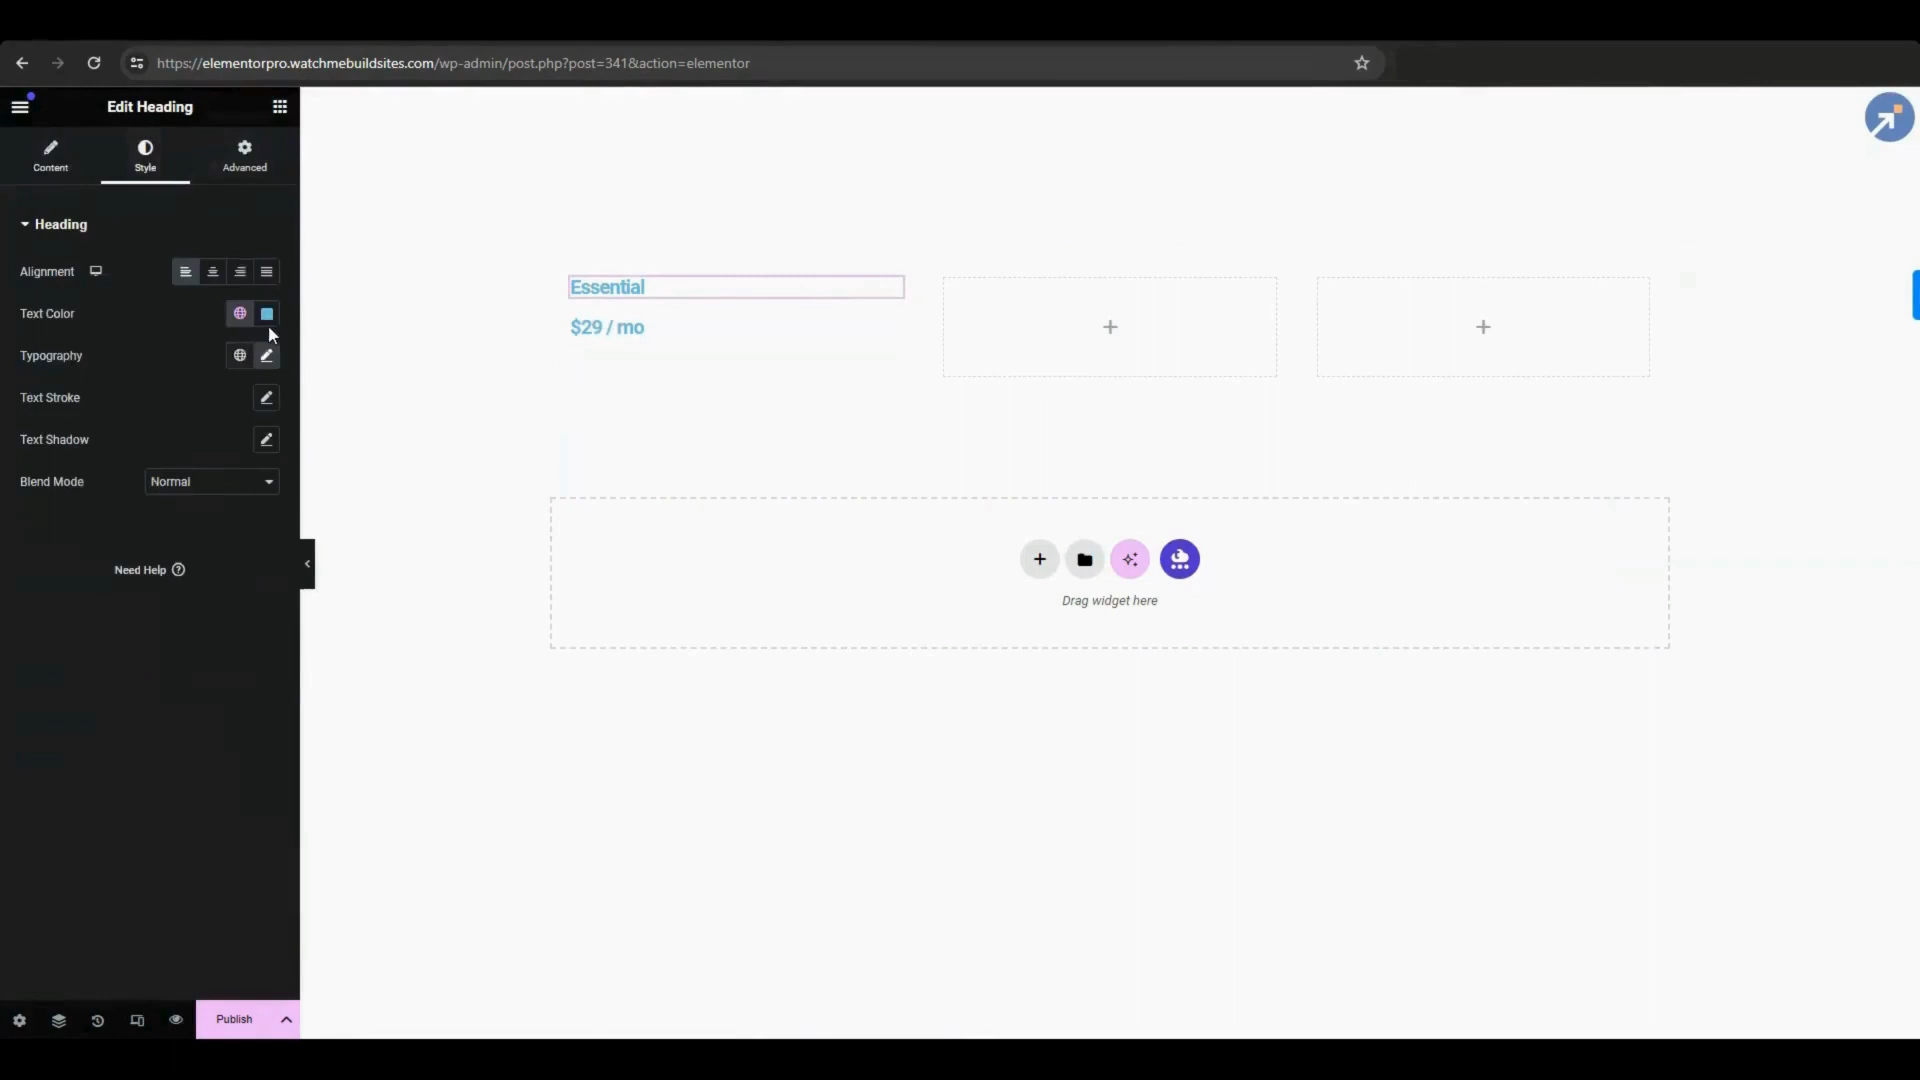 https://elementorpro.watchmebuildsites.com/wp-admin/post.php?post=341&action=elementor
Edit Heading
Content
Style
Advanced
Heading
Alignment
Text Color
Typography
Text Stroke
Text Shadow
Blend Mode
Normal
Need Help
Publish
Essential
$29 / mo
Drag widget here